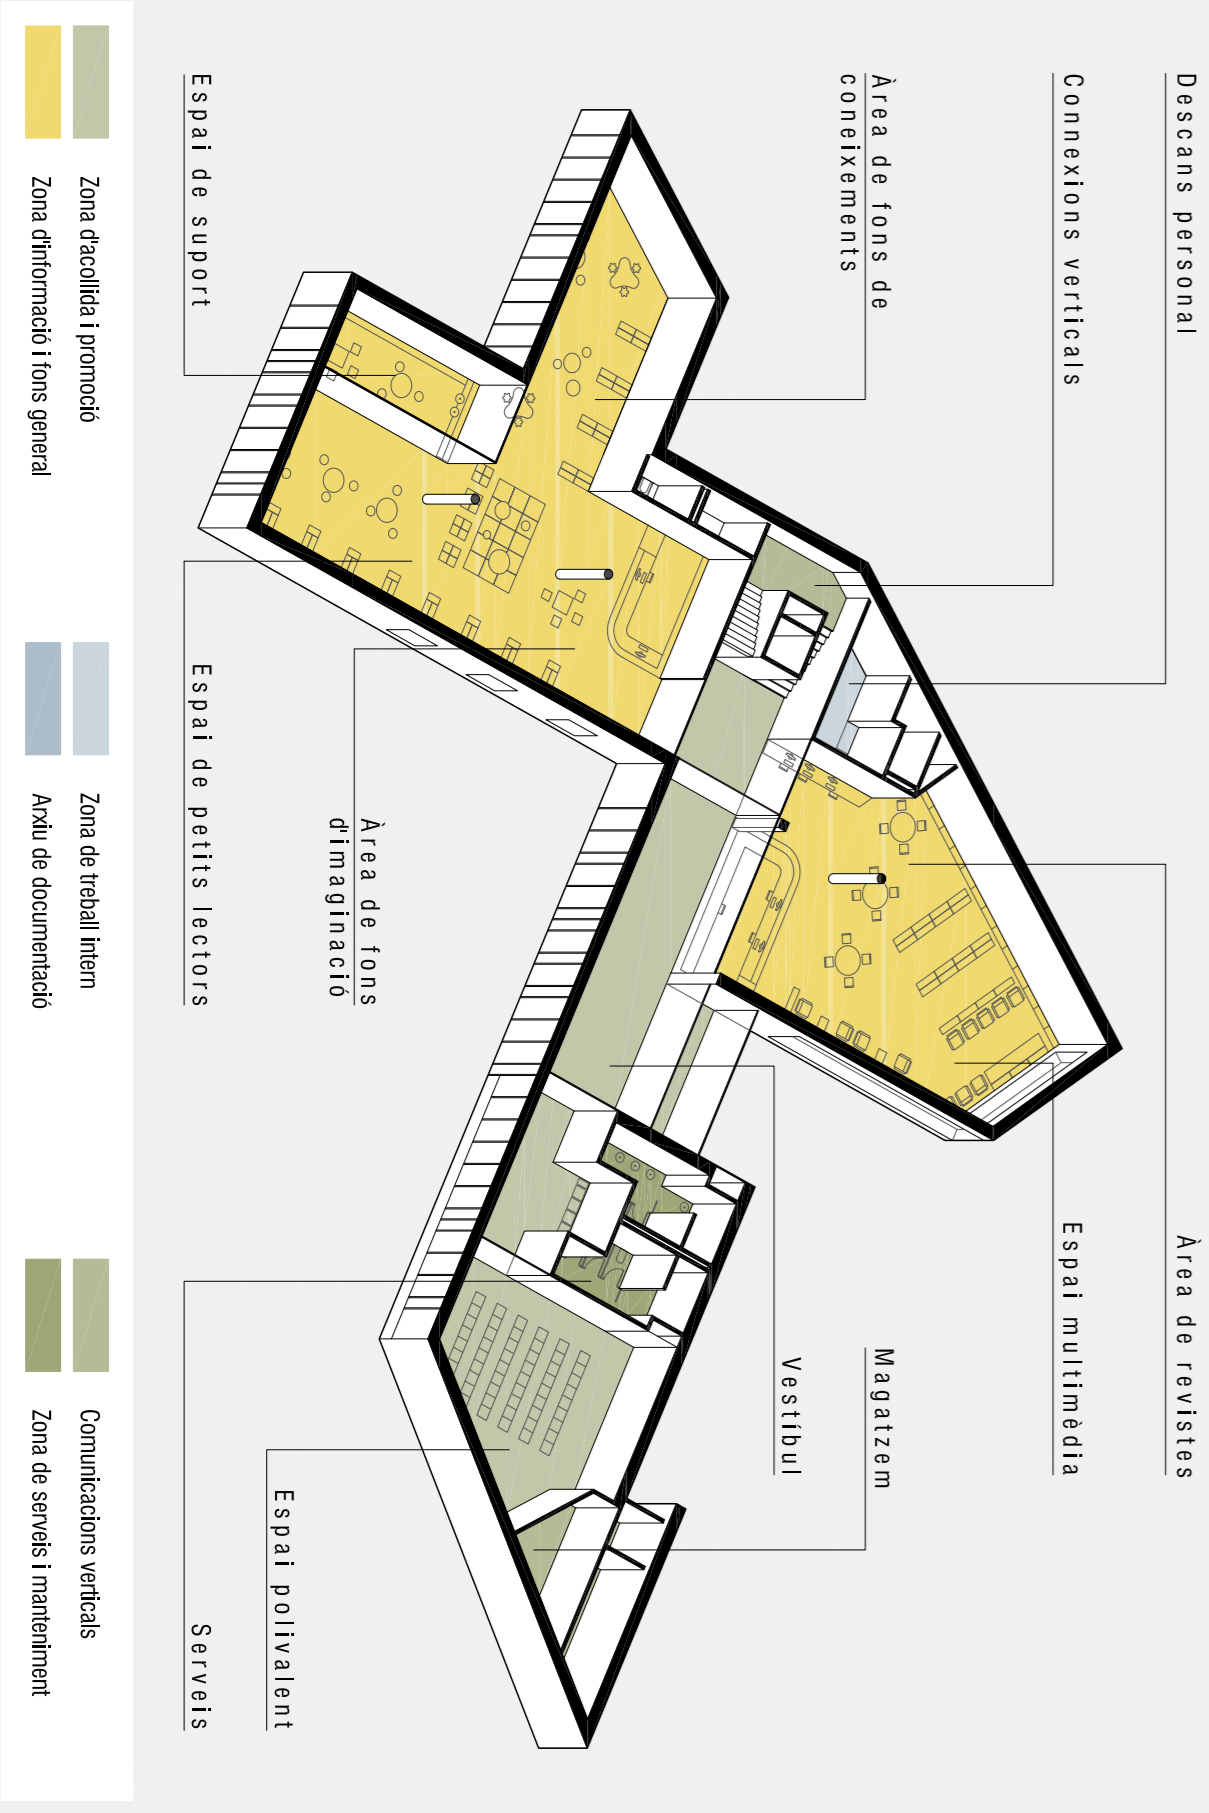 Descans personal
Àrea de revistes
Connexions verticals
Espai multimèdia
Àrea de fons de
coneixements
Magatzem
Vestíbul
Àrea de fons
d'imaginació
Espai polivalent
Espai de suport
Espai de petits lectors
Serveis
Zona d'acollida i promoció
Zona d'informació i fons general
Zona de treball intern
Arxiu de documentació
Comunicacions verticals
Zona de serveis i manteniment